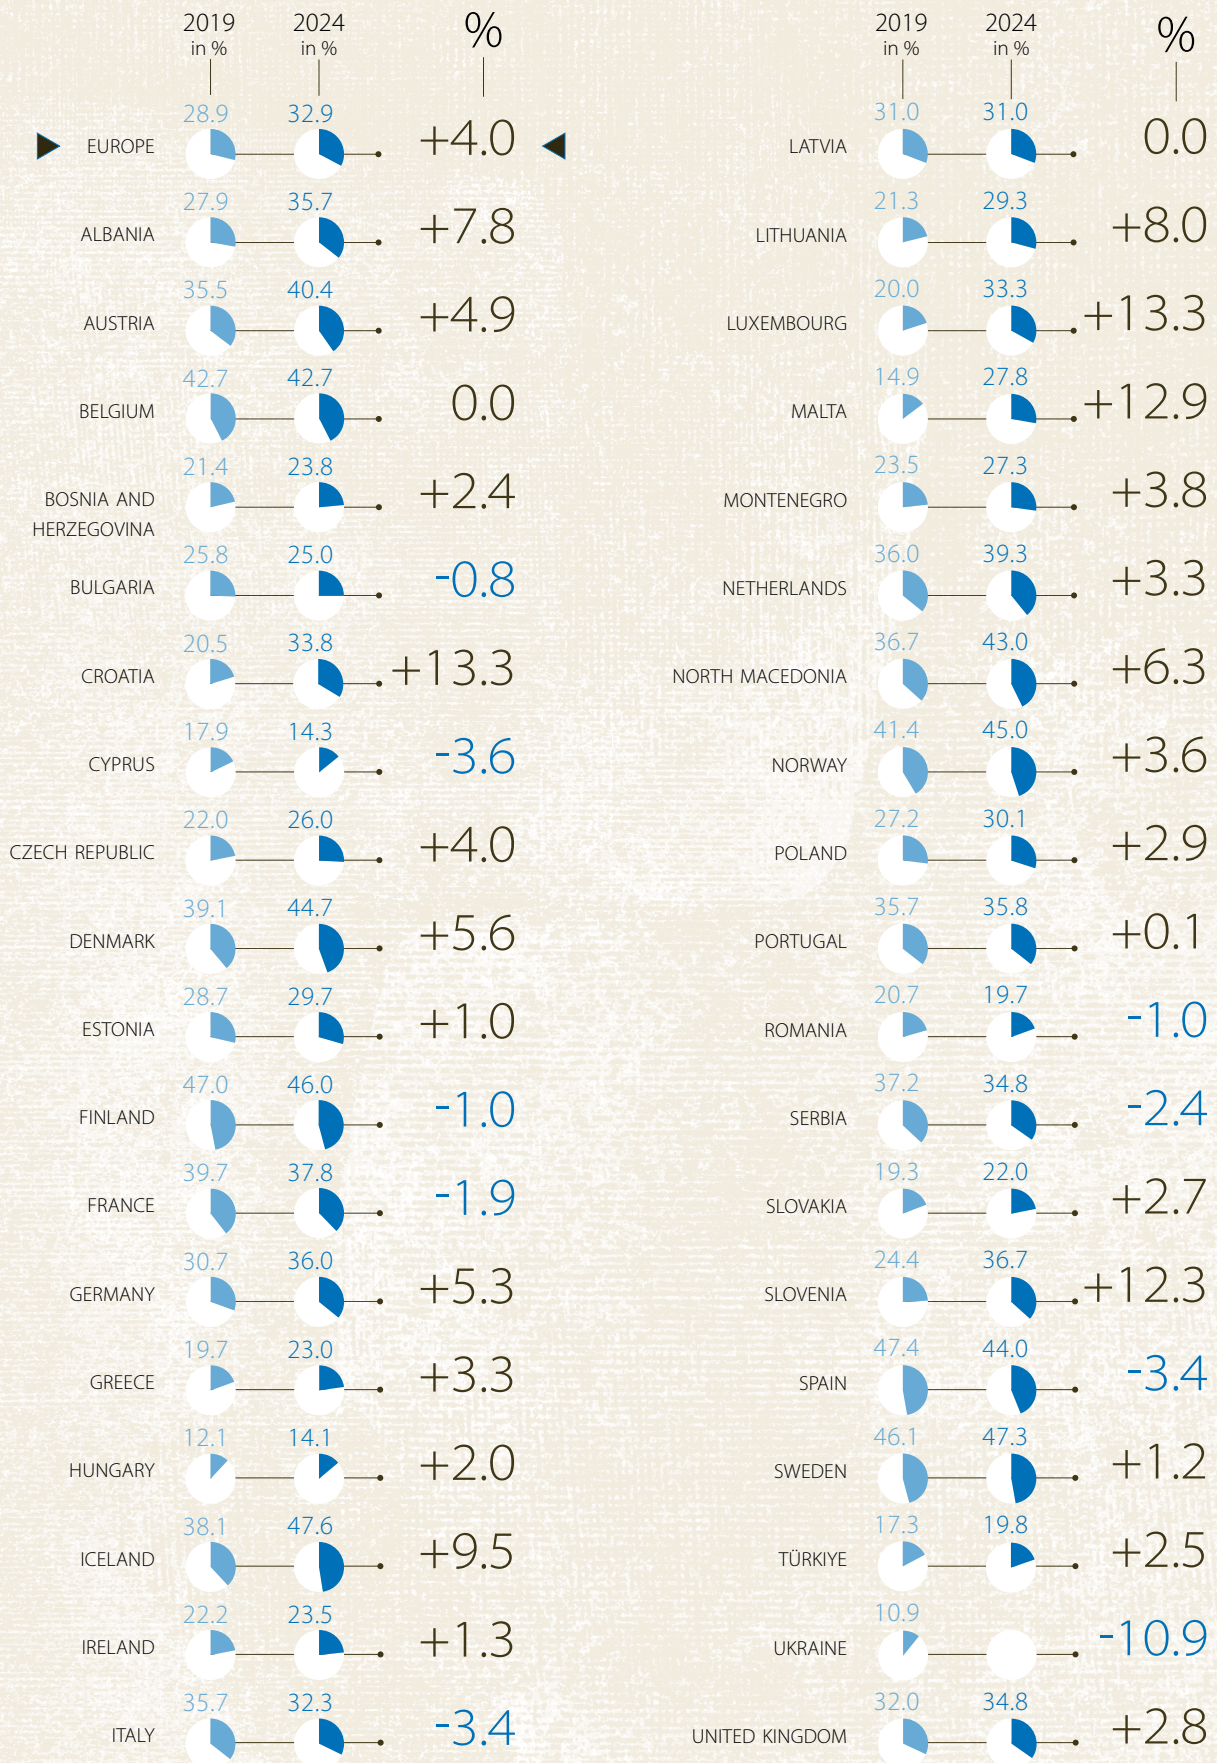 2019 2024 %
in % in %
28.9 32.9
EUROPE +4.0
27.9 35.7
ALBANIA +7.8
35.5 40.4
AUSTRIA +4.9
42.7 42.7
BELGIUM 0.0
21.4 23.8
BOSNIA AND +2.4
HERZEGOVINA
25.8 25.0
BULGARIA -0.8
20.5 33.8
CROATIA +13.3
17.9 14.3
CYPRUS -3.6
22.0 26.0
CZECH REPUBLIC +4.0
39.1 44.7
DENMARK +5.6
28.7 29.7
ESTONIA +1.0
47.0 46.0
FINLAND -1.0
39.7 37.8
FRANCE -1.9
30.7 36.0
GERMANY +5.3
19.7 23.0
GREECE +3.3
12.1 14.1
HUNGARY +2.0
38.1 47.6
ICELAND +9.5
22.2 23.5
IRELAND +1.3
35.7 32.3
ITALY -3.4
2019 2024 %
in % in %
31.0 31.0
LATVIA 0.0
21.3 29.3
LITHUANIA +8.0
20.0 33.3
LUXEMBOURG +13.3
14.9 27.8
MALTA +12.9
23.5 27.3
MONTENEGRO +3.8
36.0 39.3
NETHERLANDS +3.3
36.7 43.0
NORTH MACEDONIA +6.3
41.4 45.0
NORWAY +3.6
27.2 30.1
POLAND +2.9
35.7 35.8
PORTUGAL +0.1
20.7 19.7
ROMANIA -1.0
37.2 34.8
SERBIA -2.4
19.3 22.0
SLOVAKIA +2.7
24.4 36.7
SLOVENIA +12.3
47.4 44.0
SPAIN -3.4
46.1 47.3
SWEDEN +1.2
17.3 19.8
TÜRKIYE +2.5
10.9
UKRAINE -10.9
32.0 34.8
UNITED KINGDOM +2.8